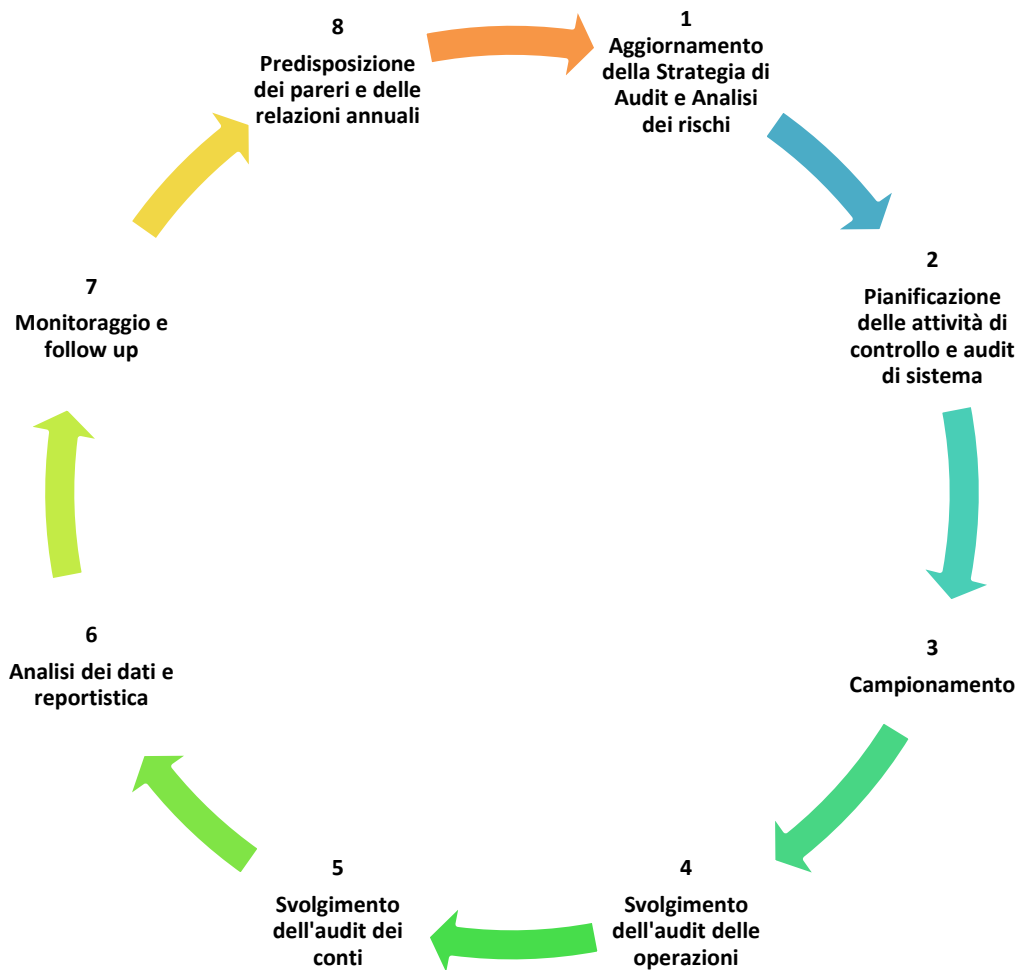 1
Aggiornamento
della Strategia di
Audit e Analisi
dei rischi
2
Pianificazione
delle attività di
controllo e audit
di sistema
3
Campionamento
4
Svolgimento
dell'audit delle
operazioni
5
Svolgimento
dell'audit dei
conti
6
Analisi dei dati e
reportistica
7
Monitoraggio e
follow up
8
Predisposizione
dei pareri e delle
relazioni annuali